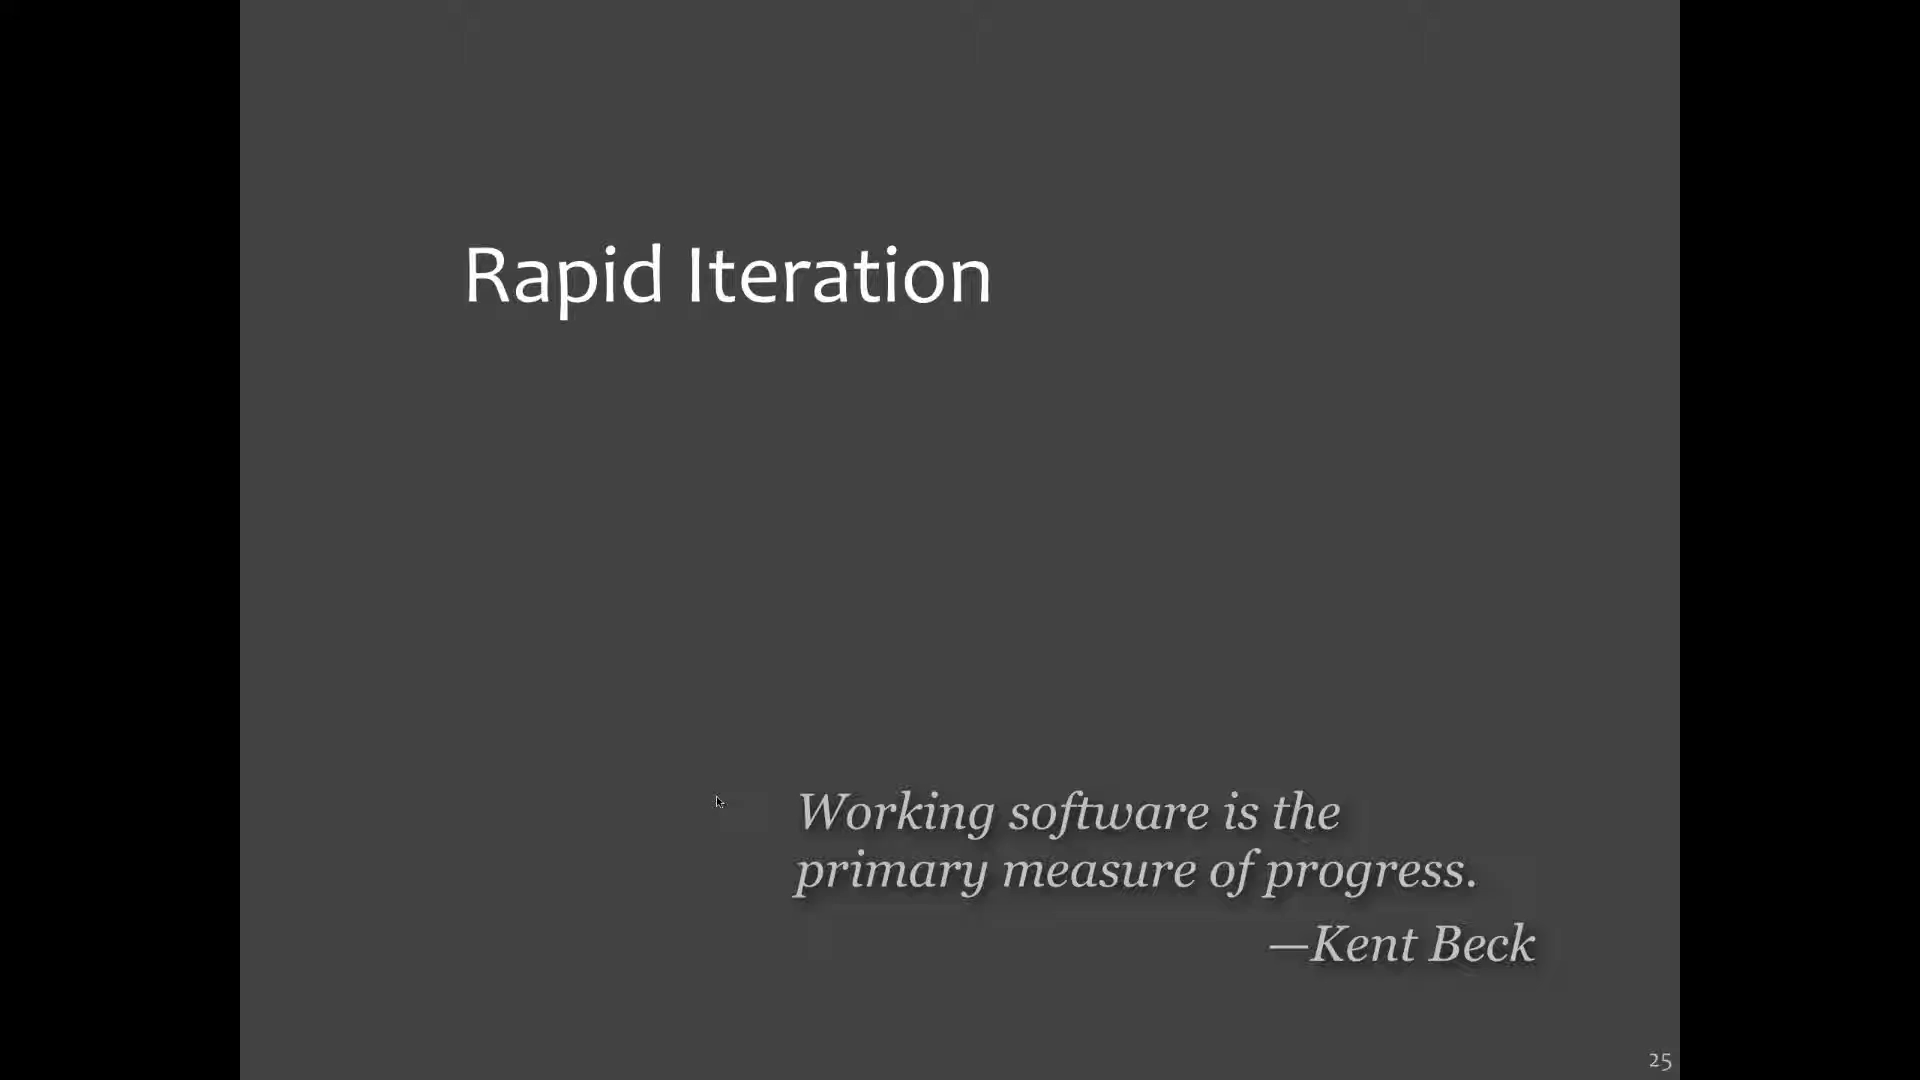 Rapid Iteration
Working software is the
primary measure of progress.
—Kent Beck
25